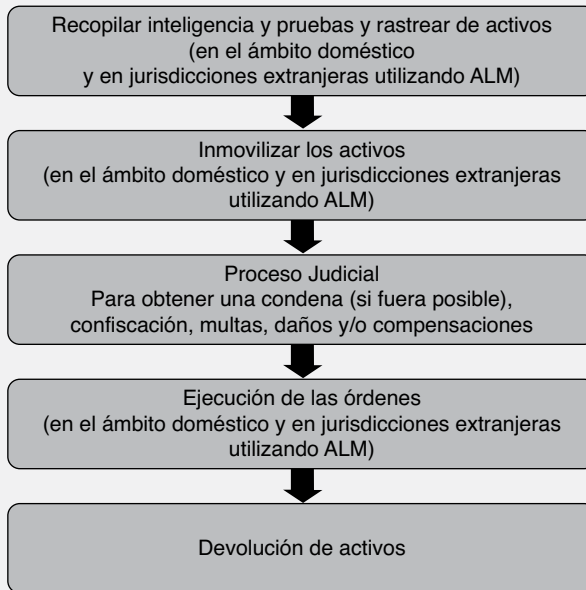 Recopilar inteligencia y pruebas y rastrear de activos
(en el ámbito doméstico
y en jurisdicciones extranjeras utilizando ALM)
Inmovilizar los activos
(en el ámbito doméstico y en jurisdicciones extranjeras
utilizando ALM)
Proceso Judicial
Para obtener una condena (si fuera posible),
confiscación, multas, daños y/o compensaciones
Ejecución de las órdenes
(en el ámbito doméstico y en jurisdicciones extranjeras
utilizando ALM)
Devolución de activos